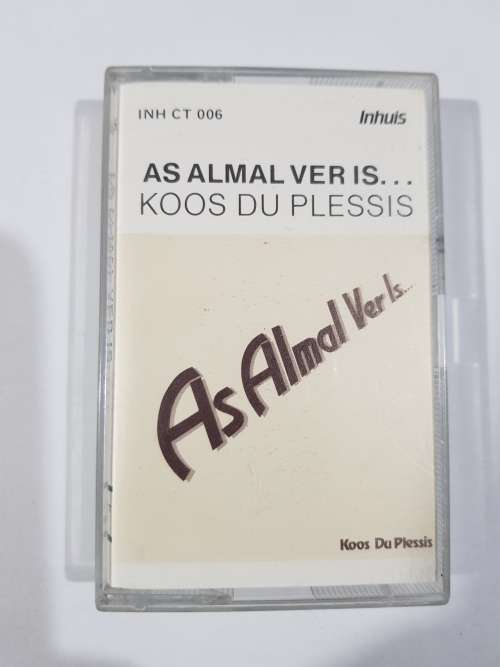 INH CT 006 Inhuis
AS ALMAL VER IS...
KOOS DU PLESSIS
As Almal Ver Is...
Koos Du Plessis